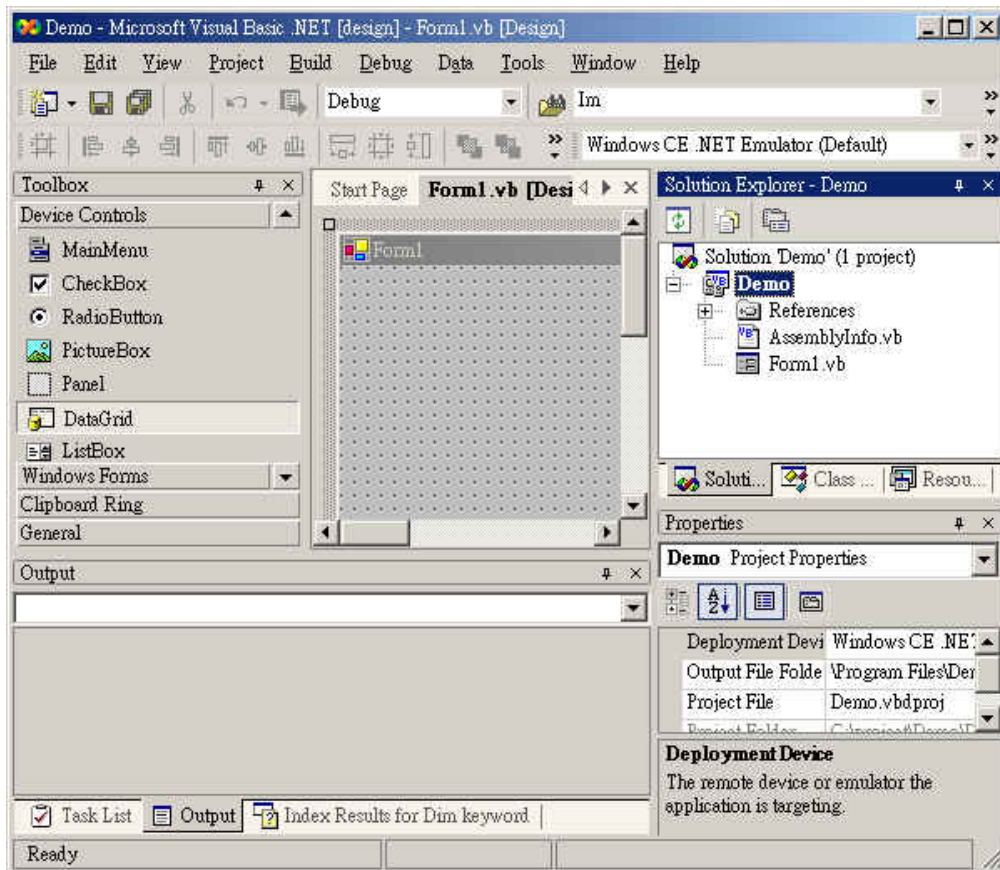 Demo - Microsoft Visual Basic .NET [design] - Form1.vb [Design]
File Edit View Project Build Debug Data Tools Window Help
Debug Im
Windows CE .NET Emulator (Default)
Toolbox
Device Controls
MainMenu
CheckBox
RadioButton
PictureBox
Panel
DataGrid
ListBox
Windows Forms
Clipboard Ring
General
Start Page Form1.vb [Desi
Form1
Solution Explorer - Demo
Solution 'Demo' (1 project)
Demo
References
AssemblyInfo.vb
Form1.vb
Soluti... Class ... Resou...
Properties
Demo Project Properties
Deployment Devi Windows CE .NET
Output File Folde \Program Files\Der
Project File Demo.vbdproj
Deployment Device
The remote device or emulator the
application is targeting.
Output
Task List Output Index Results for Dim keyword
Ready